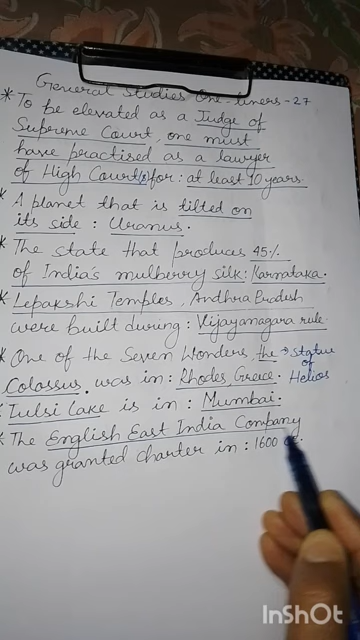 General Studies One-liners-27
* To be elevated as a Judge of
Supreme Court, one must
have practised as a lawyer
of High Court(s) for: at least 10 years.
* A planet that is tilted on
its side: Uranus.
* The state that produces 45%
of India's mulberry silk: Karnataka.
* Lepakshi Temples, Andhra Pradesh
were built during: Vijayanagara rule
* One of the Seven Wonders, the → statue of
Colossus. was in: Rhodes, Greece. Helios
* Tulsi Lake is in: Mumbai.
* The English East India Company
was granted charter in: 1600
InShOt